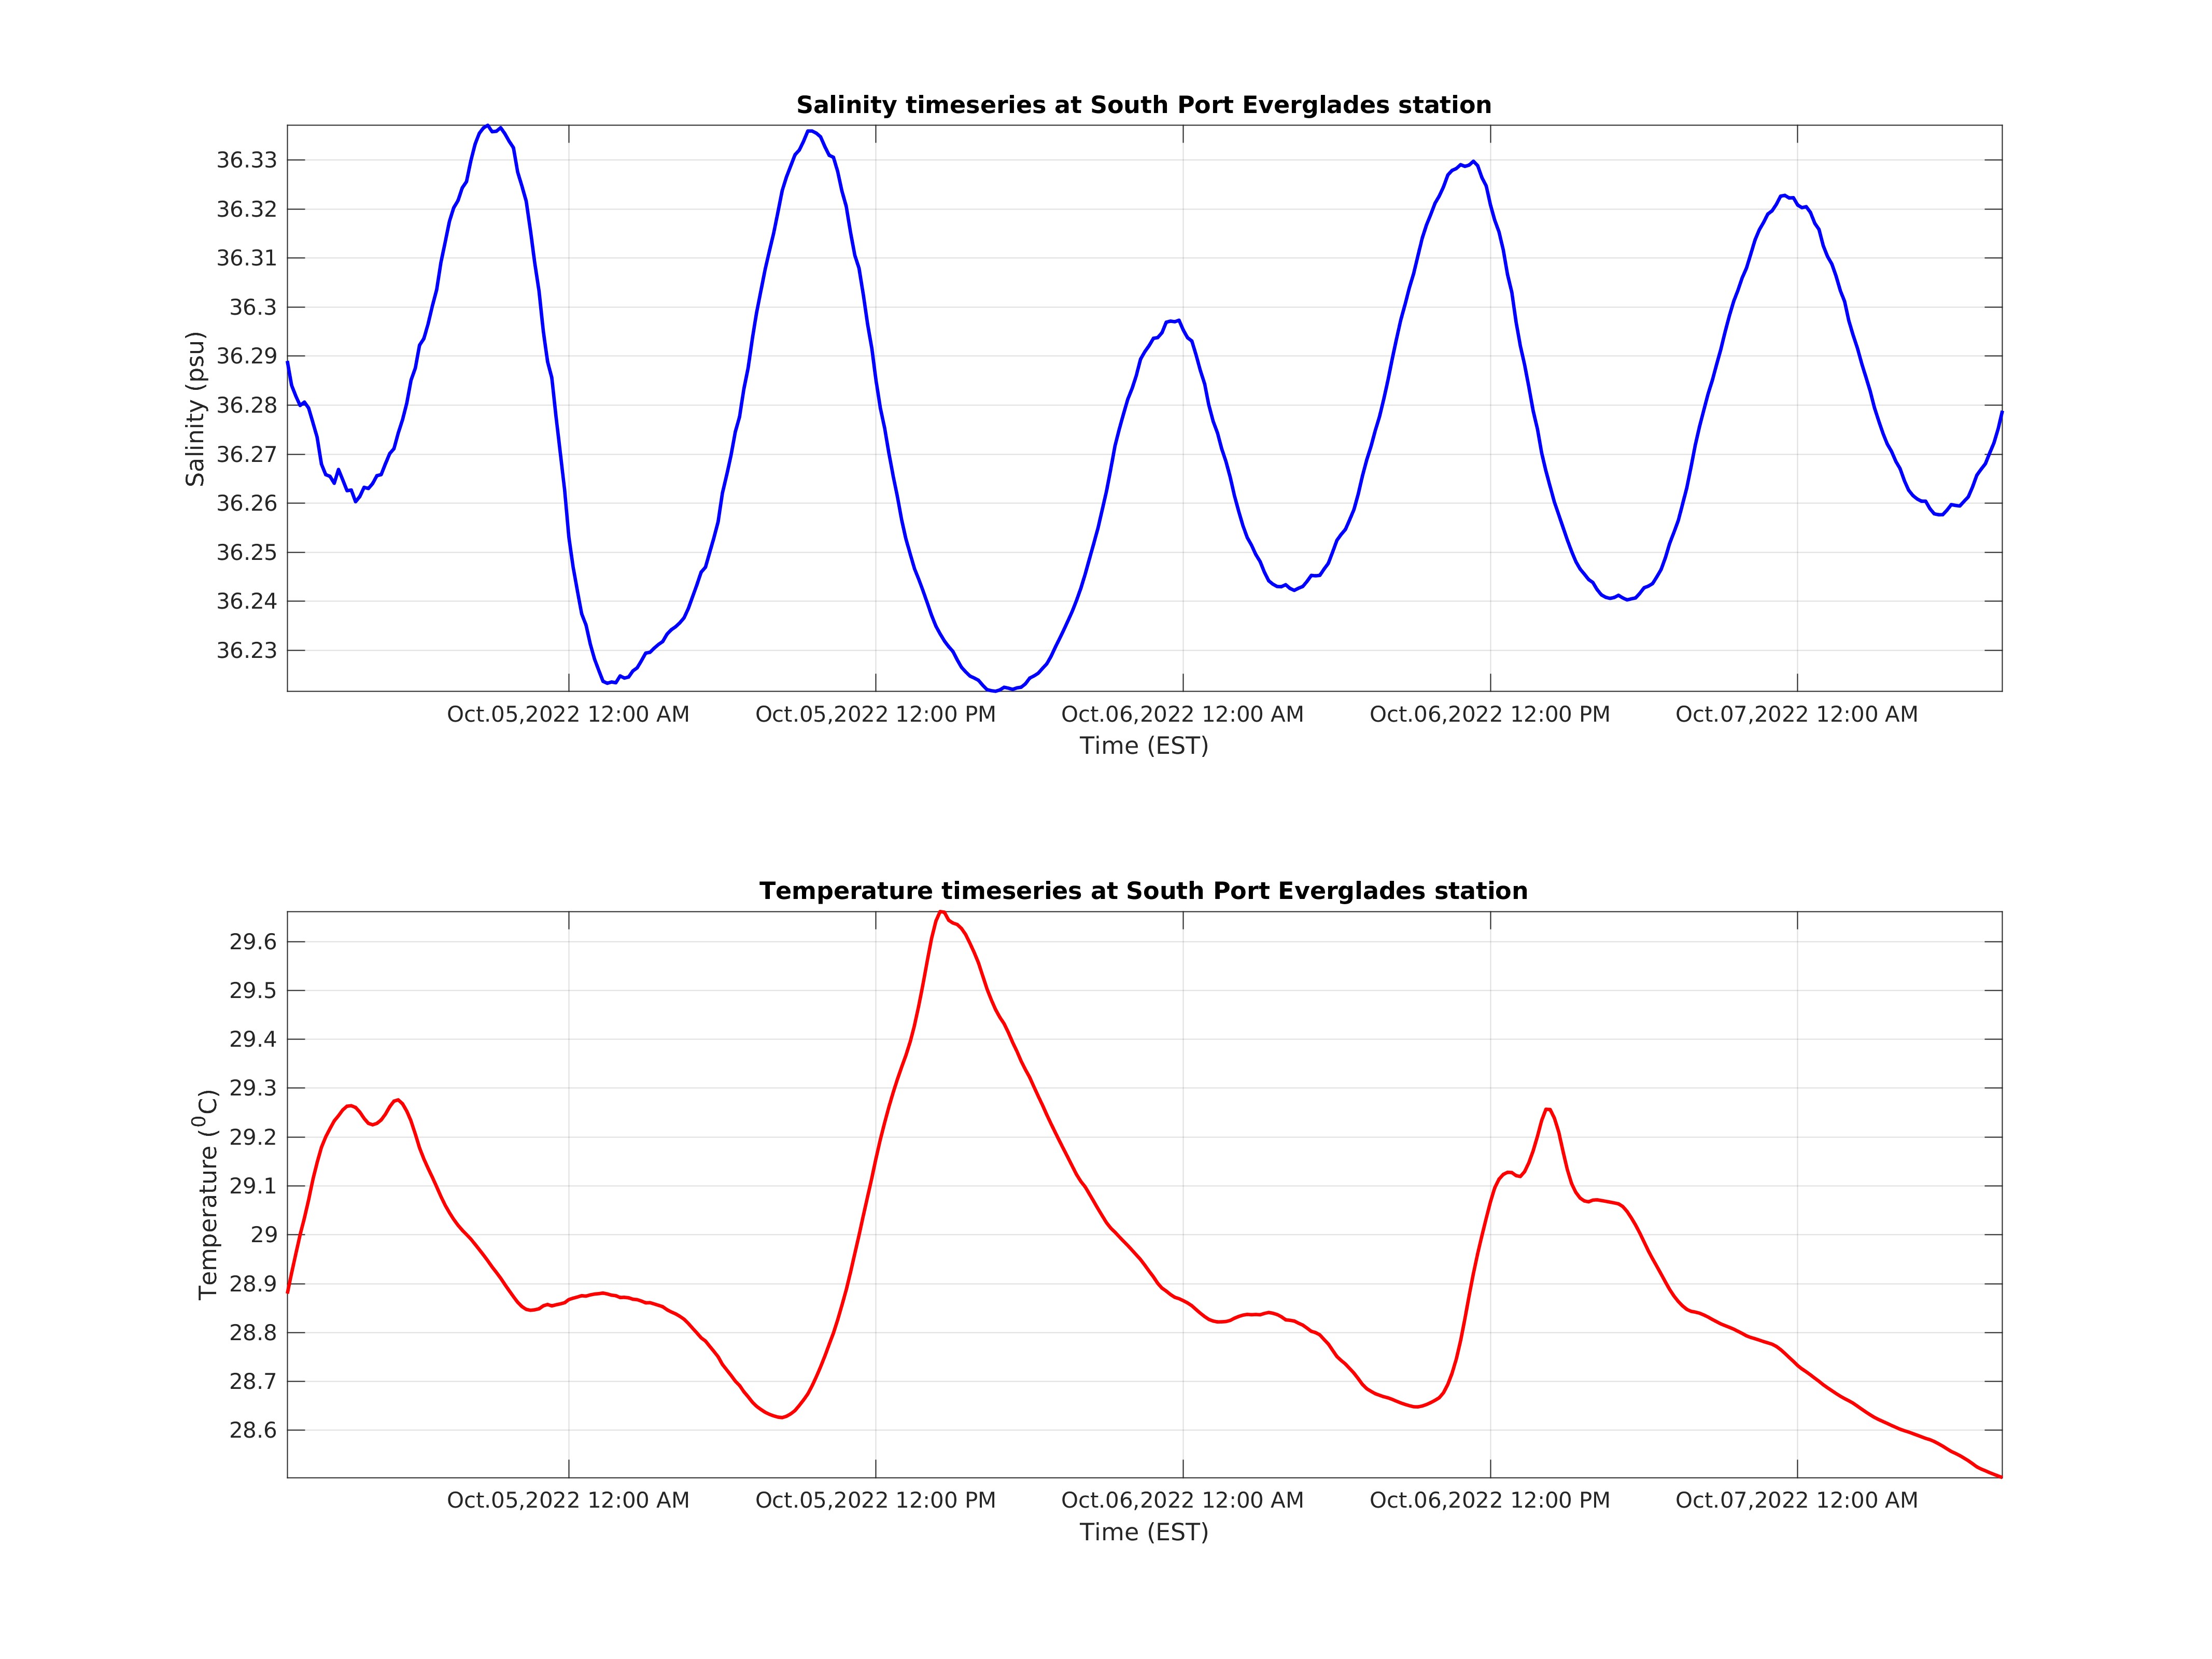 Salinity timeseries at South Port Everglades station
36.33
36.32
36.31
36.3
36.29
36.28
36.27
36.26
36.25
36.24
36.23
Salinity (psu)
Oct.05,2022 12:00 AM
Oct.05,2022 12:00 PM
Oct.06,2022 12:00 AM
Oct.06,2022 12:00 PM
Oct.07,2022 12:00 AM
Time (EST)
Temperature timeseries at South Port Everglades station
29.6
29.5
29.4
29.3
29.2
29.1
29
28.9
28.8
28.7
28.6
Temperature (⁰C)
Oct.05,2022 12:00 AM
Oct.05,2022 12:00 PM
Oct.06,2022 12:00 AM
Oct.06,2022 12:00 PM
Oct.07,2022 12:00 AM
Time (EST)